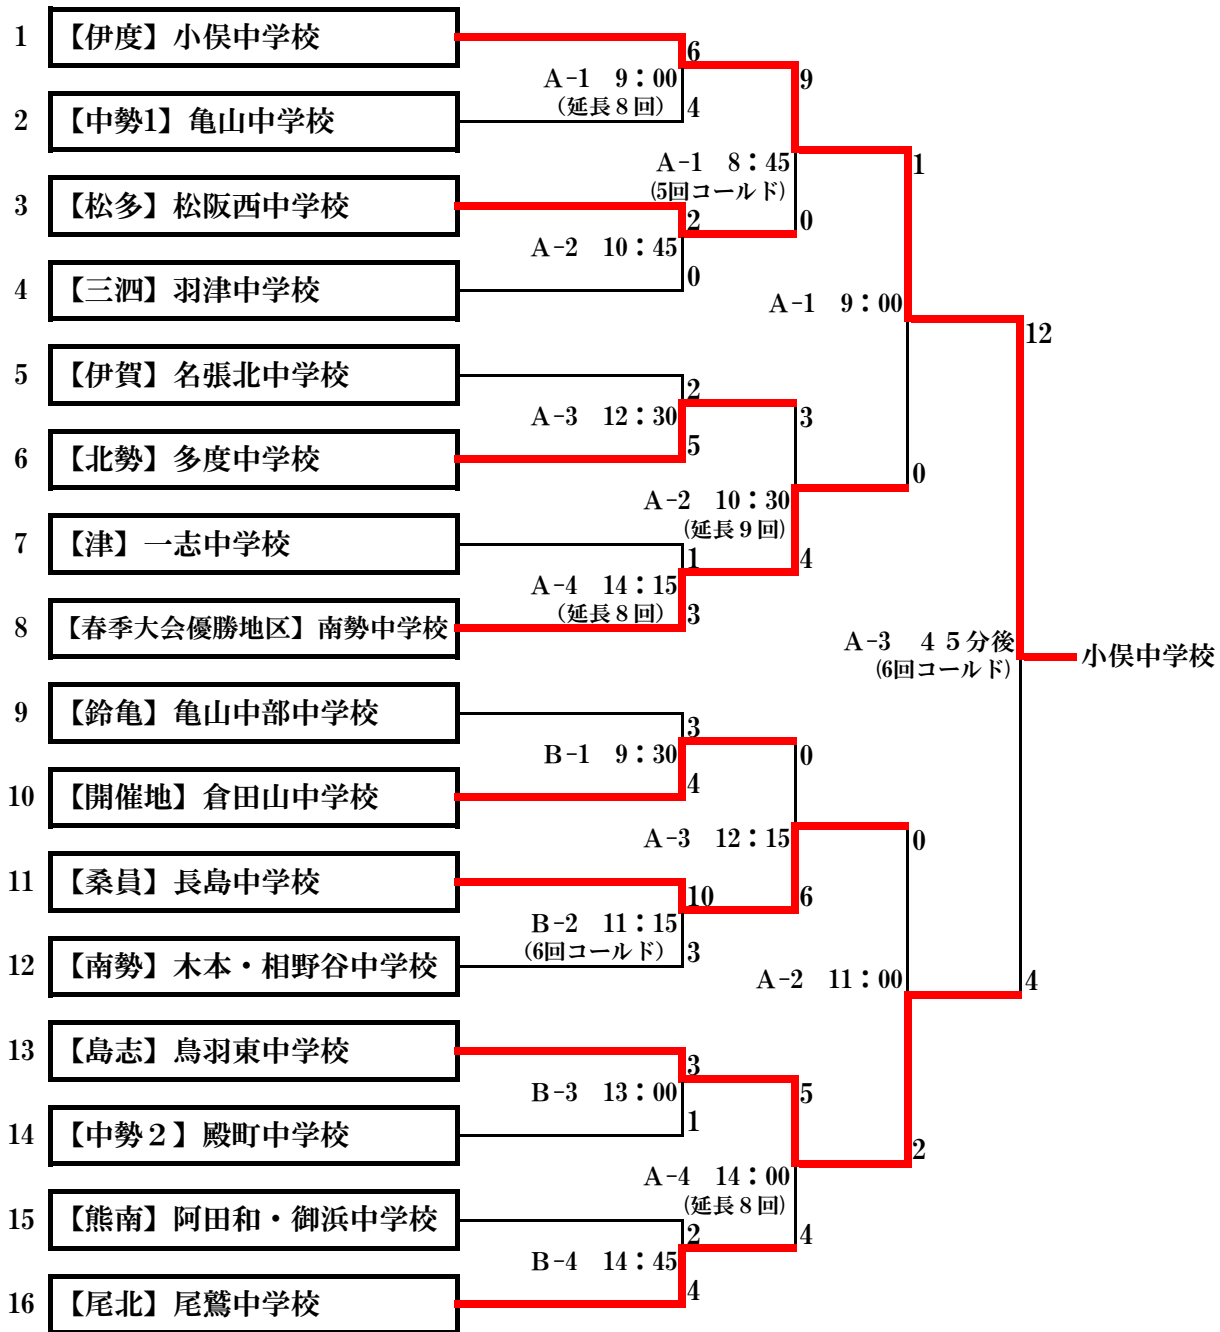 1 【伊度】小俣中学校
6
A-1 9：00
9
（延長８回）
4
2 【中勢1】亀山中学校
A-1 8：45
1
(5回コールド)
3 【松多】松阪西中学校
2
0
A-2 10：45
0
4 【三泗】羽津中学校
A-1 9：00
12
5 【伊賀】名張北中学校
2
A-3 12：30
3
5
6 【北勢】多度中学校
0
A-2 10：30
(延長９回)
7 【津】一志中学校
1
4
A-4 14：15
（延長８回）
3
8 【春季大会優勝地区】南勢中学校
A-3 ４５分後
小俣中学校
(6回コールド)
9 【鈴亀】亀山中部中学校
3
B-1 9：30
0
4
10 【開催地】倉田山中学校
A-3 12：15
0
11 【桑員】長島中学校
10
6
B-2 11：15
（6回コールド）
3
12 【南勢】木本・相野谷中学校
A-2 11：00
4
13 【島志】鳥羽東中学校
3
B-3 13：00
5
1
14 【中勢２】殿町中学校
2
A-4 14：00
(延長８回)
15 【熊南】阿田和・御浜中学校
2
4
B-4 14：45
4
16 【尾北】尾鷲中学校